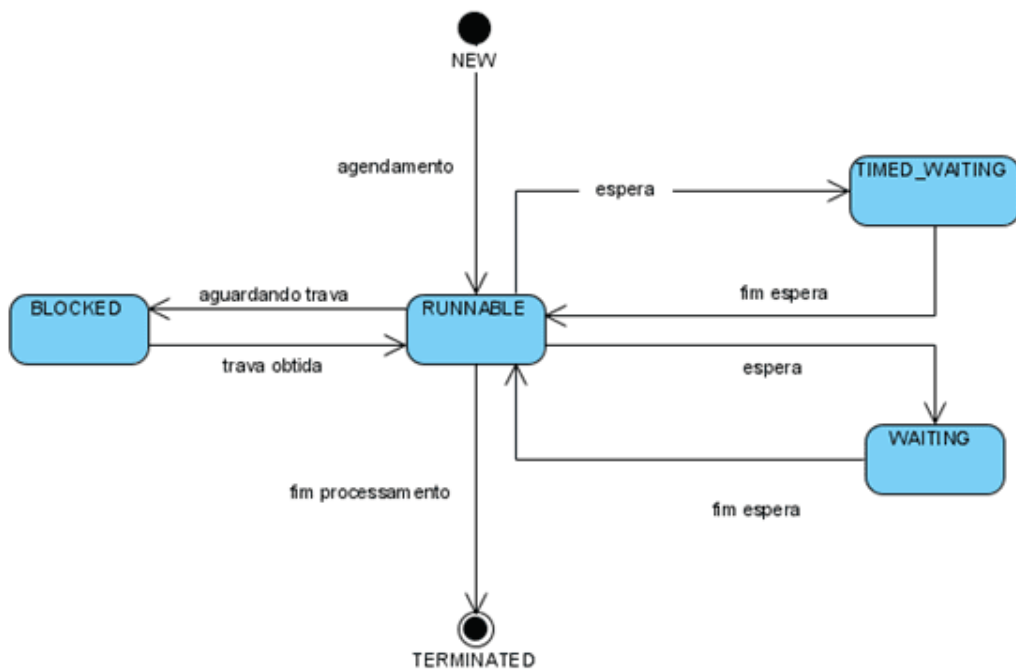 NEW
agendamento
TIMED_WAITING
espera
fim espera
BLOCKED
aguardando trava
RUNNABLE
trava obtida
espera
WAITING
fim processamento
fim espera
TERMINATED